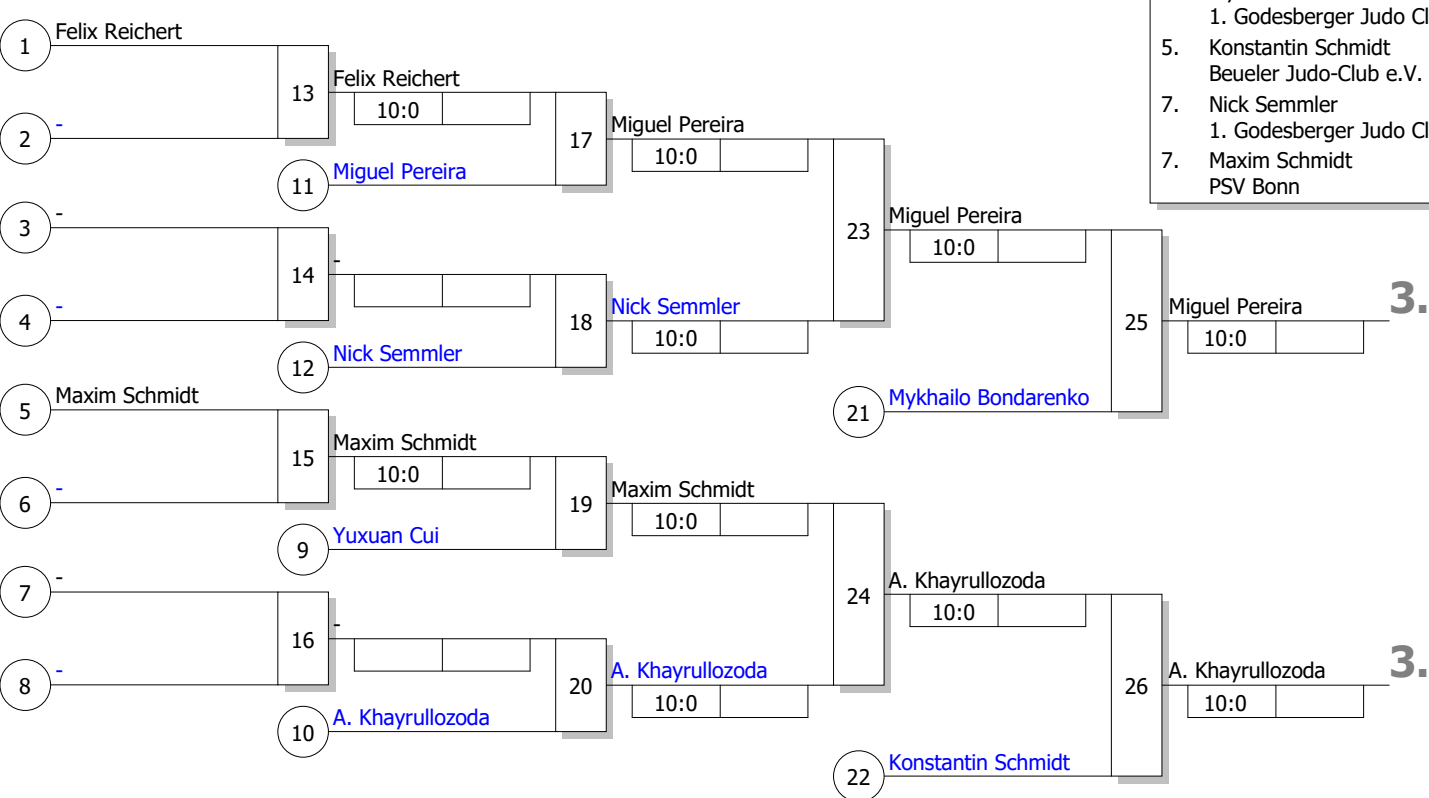 1. Godesberger Judo Cl
5. Konstantin Schmidt
Beueler Judo-Club e.V.
7. Nick Semmler
1. Godesberger Judo Cl
7. Maxim Schmidt
PSV Bonn
1 Felix Reichert
2 -
13 Felix Reichert
10:0
11 Miguel Pereira
17 Miguel Pereira
10:0
3 -
4 -
14 -
12 Nick Semmler
18 Nick Semmler
10:0
23 Miguel Pereira
10:0
21 Mykhailo Bondarenko
25 Miguel Pereira
10:0
3.
5 Maxim Schmidt
6 -
15 Maxim Schmidt
10:0
9 Yuxuan Cui
19 Maxim Schmidt
10:0
7 -
8 -
16 -
10 A. Khayrullozoda
20 A. Khayrullozoda
10:0
24 A. Khayrullozoda
10:0
22 Konstantin Schmidt
26 A. Khayrullozoda
10:0
3.